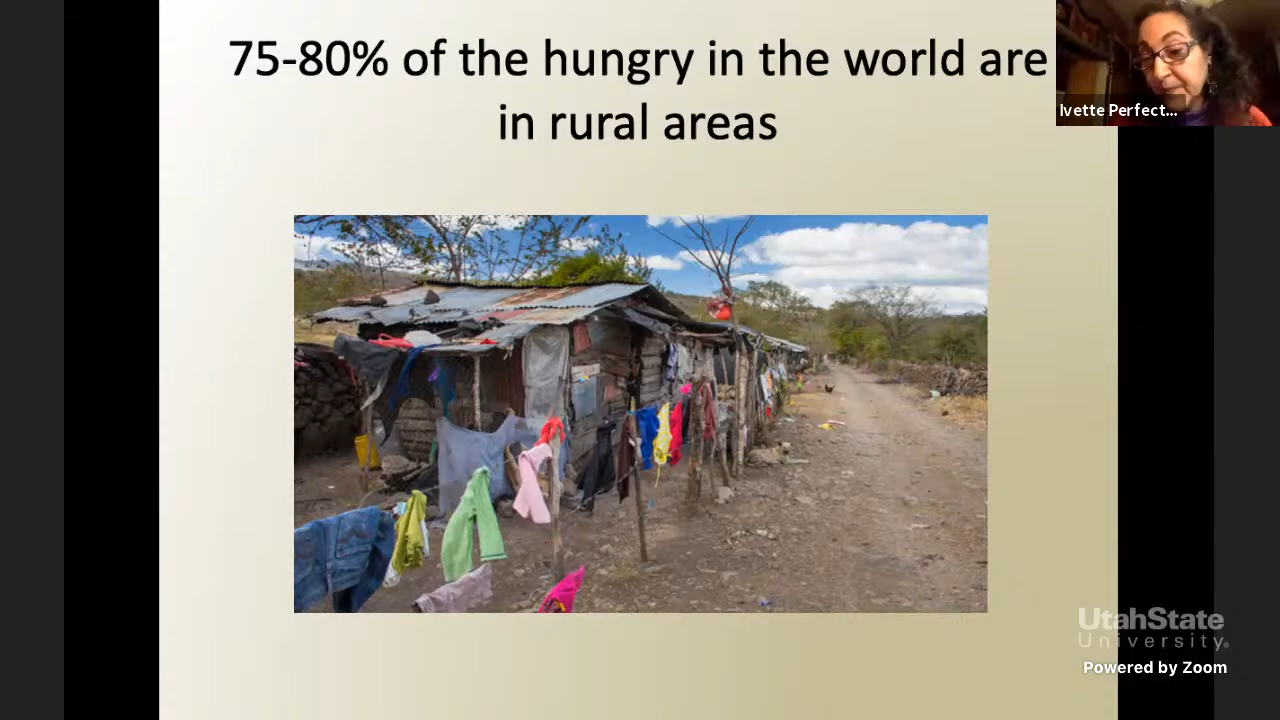 75-80% of the hungry in the world are
in rural areas
Ivette Perfect...
UtahState
University
Powered by Zoom